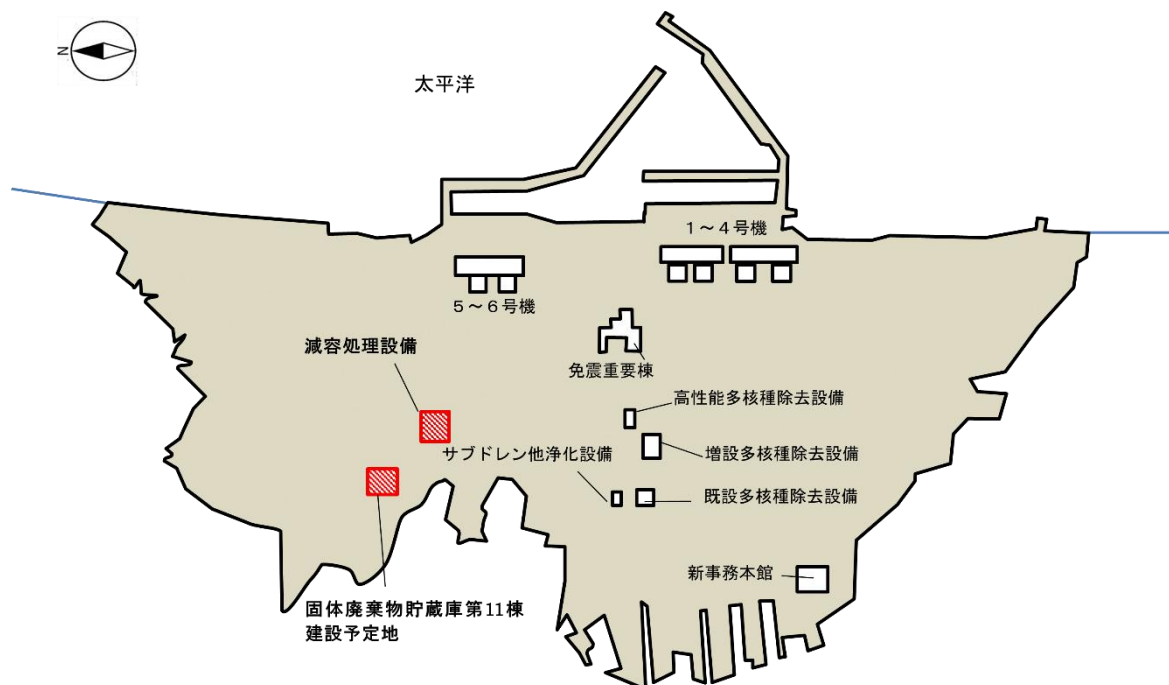 N
太平洋
１～４号機
５～６号機
減容処理設備
免震重要棟
高性能多核種除去設備
サブドレン他浄化設備
増設多核種除去設備
既設多核種除去設備
新事務本館
固体廃棄物貯蔵庫第11棟
建設予定地